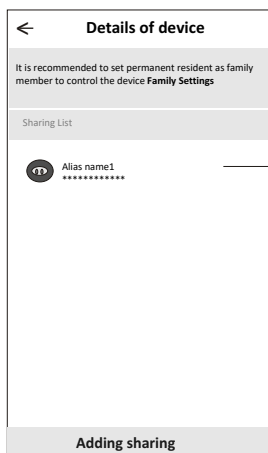 Details of device
It is recommended to set permanent resident as family
member to control the device Family Settings
Sharing List
Alias name1
************
Adding sharing